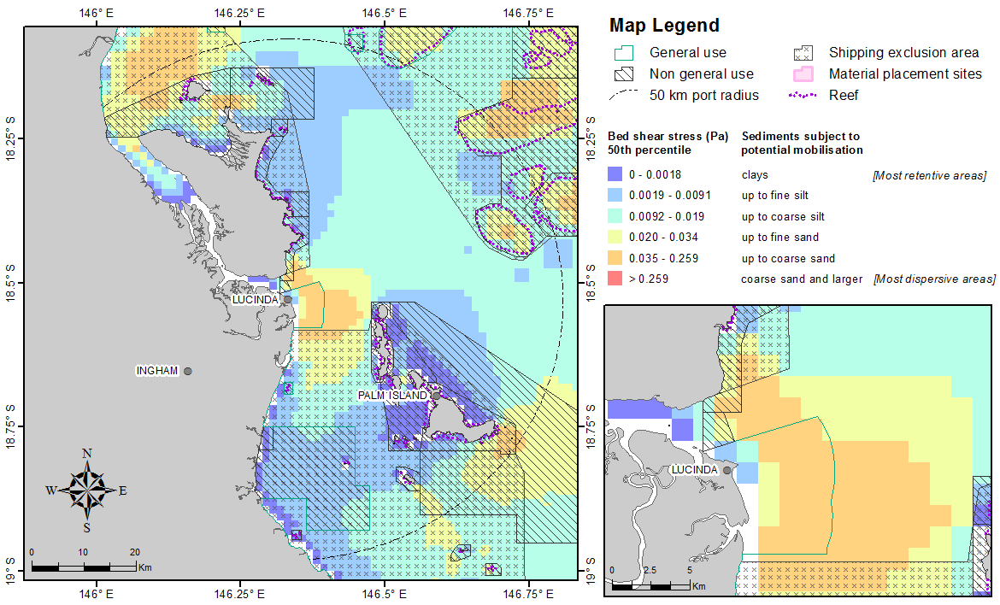 146° E
146.25° E
146.5° E
146.75° E
18.25° S
18.5° S
18.75° S
19° S
18.25° S
18.5° S
18.75° S
19° S
LUCINDA
INGHAM
PALM ISLAND
N
W
E
S
0 10 20
Km
146° E
146.25° E
146.5° E
146.75° E
Map Legend
General use
Non general use
50 km port radius
Shipping exclusion area
Material placement sites
Reef
Bed shear stress (Pa)
50th percentile
Sediments subject to
potential mobilisation
0 - 0.0018 clays [Most retentive areas]
0.0019 - 0.0091 up to fine silt
0.0092 - 0.019 up to coarse silt
0.020 - 0.034 up to fine sand
0.035 - 0.259 up to coarse sand
> 0.259 coarse sand and larger [Most dispersive areas]
LUCINDA
0 2.5 5
Km